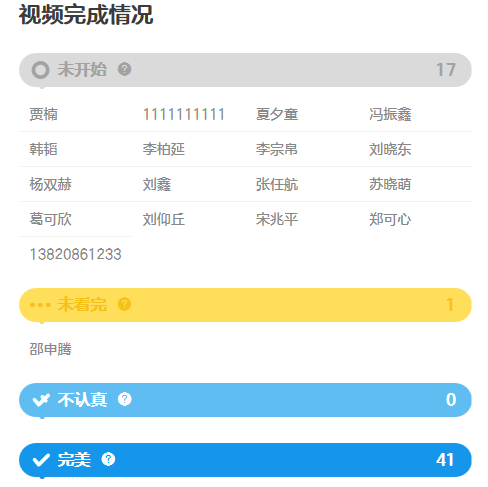 视频完成情况
未开始 ? 17
贾楠 1111111111 夏夕童 冯振鑫
韩韬 李柏延 李宗帛 刘晓东
杨双赫 刘鑫 张任航 苏晓萌
葛可欣 刘仰丘 宋兆平 郑可心
13820861233
未看完 ? 1
邵申腾
不认真 ? 0
完美 ? 41